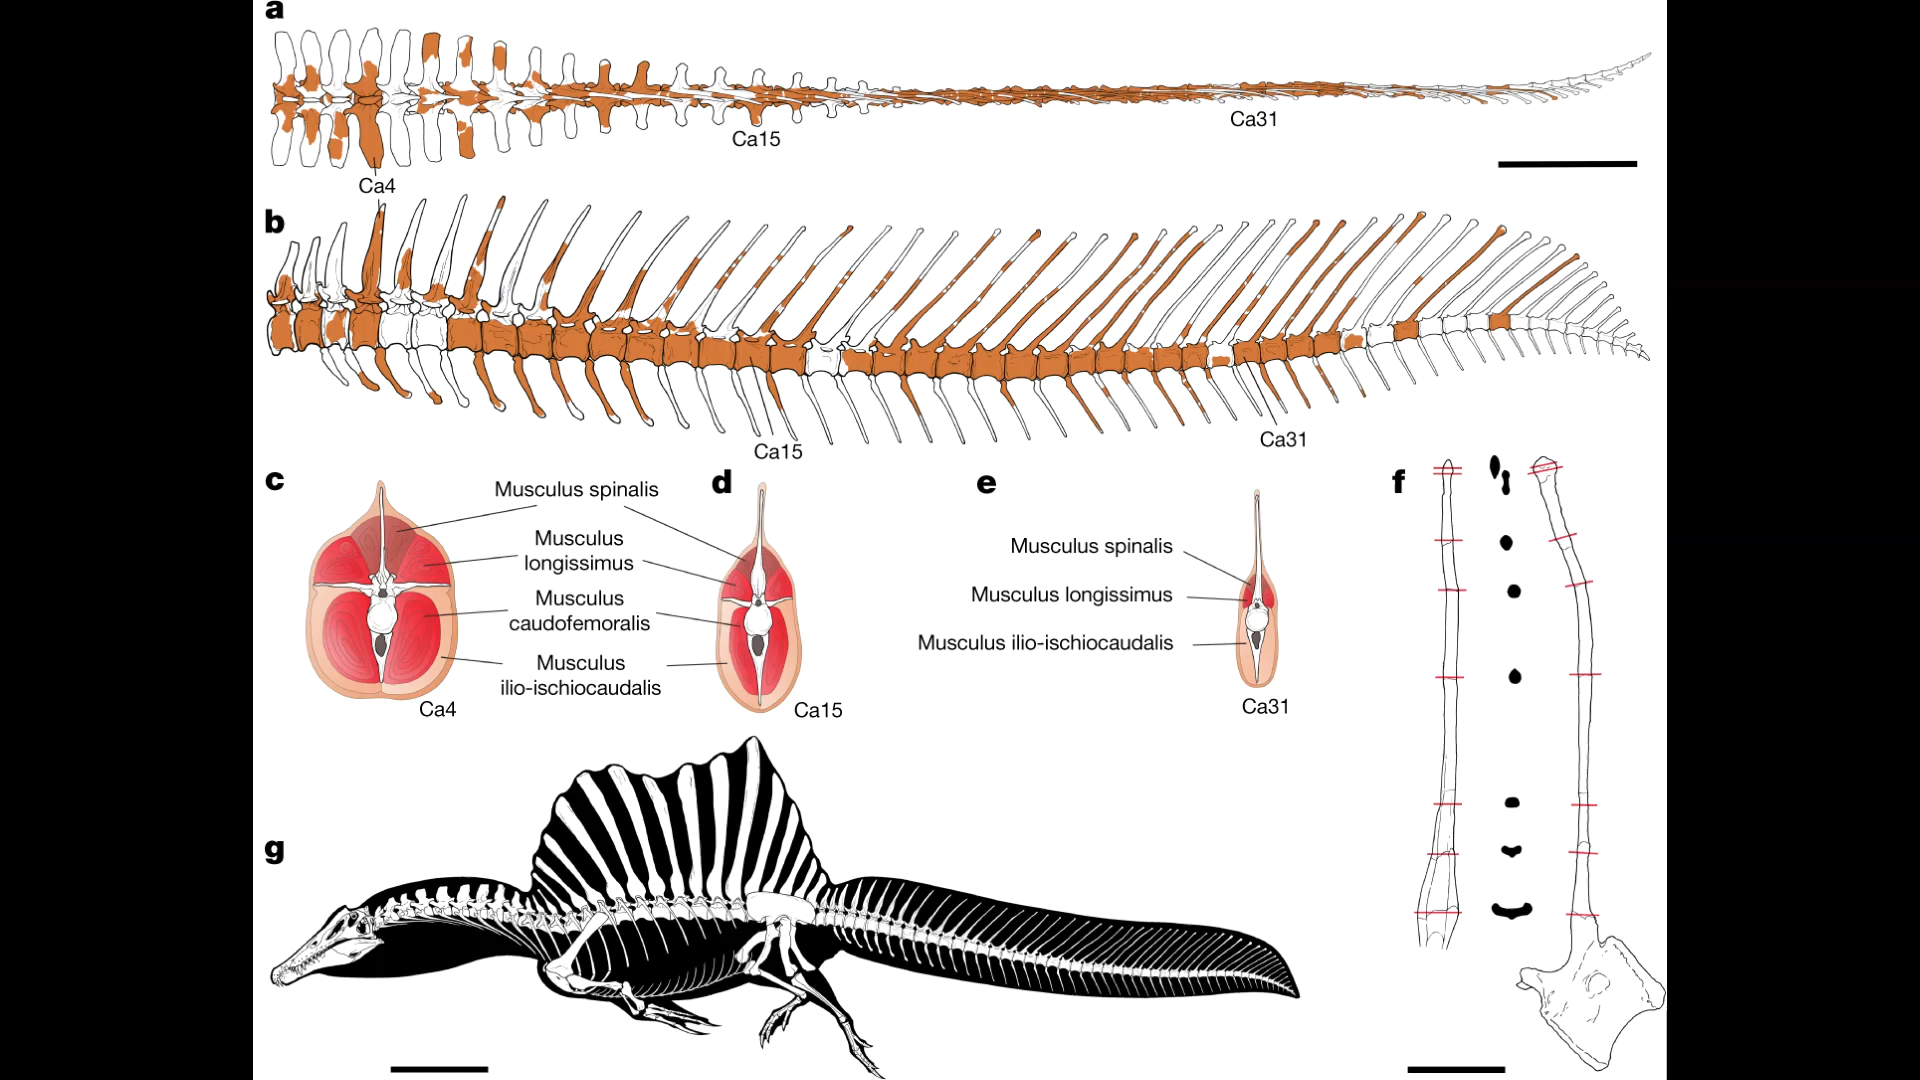 a
Ca15
Ca31
Ca4
b
Ca15
Ca31
c
Musculus spinalis
Musculus
longissimus
Musculus
caudofemoralis
Musculus
ilio-ischiocaudalis
Ca4
d
Ca15
e
Musculus spinalis
Musculus longissimus
Musculus ilio-ischiocaudalis
Ca31
f
g